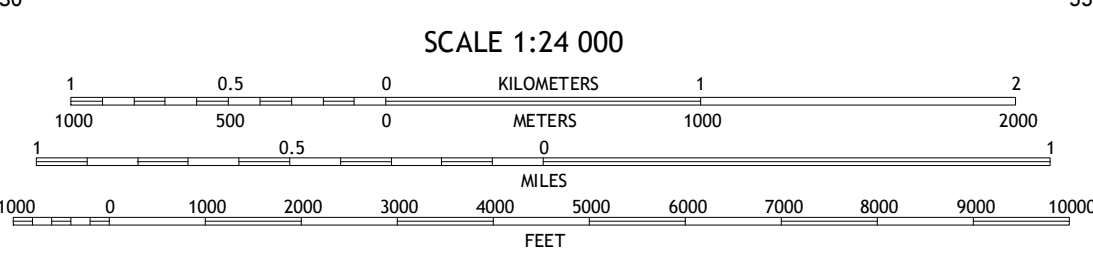 SCALE 1:24 000
1 0.5 0 KILOMETERS 1 2
1000 500 0 METERS 1000 2000
1 0.5 0 1
MILES
1000 0 1000 2000 3000 4000 5000 6000 7000 8000 9000 10000
FEET